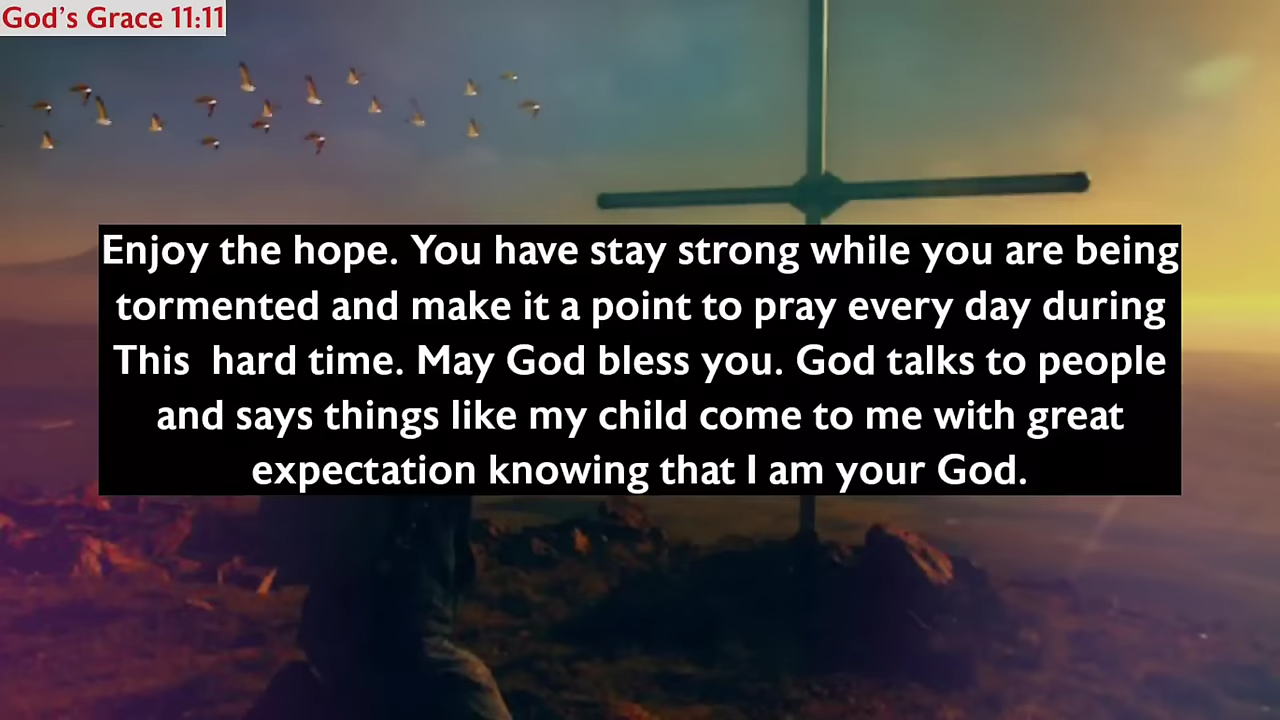 God's Grace 11:11
Enjoy the hope. You have stay strong while you are being
tormented and make it a point to pray every day during
This  hard time. May God bless you. God talks to people
and says things like my child come to me with great
expectation knowing that I am your God.